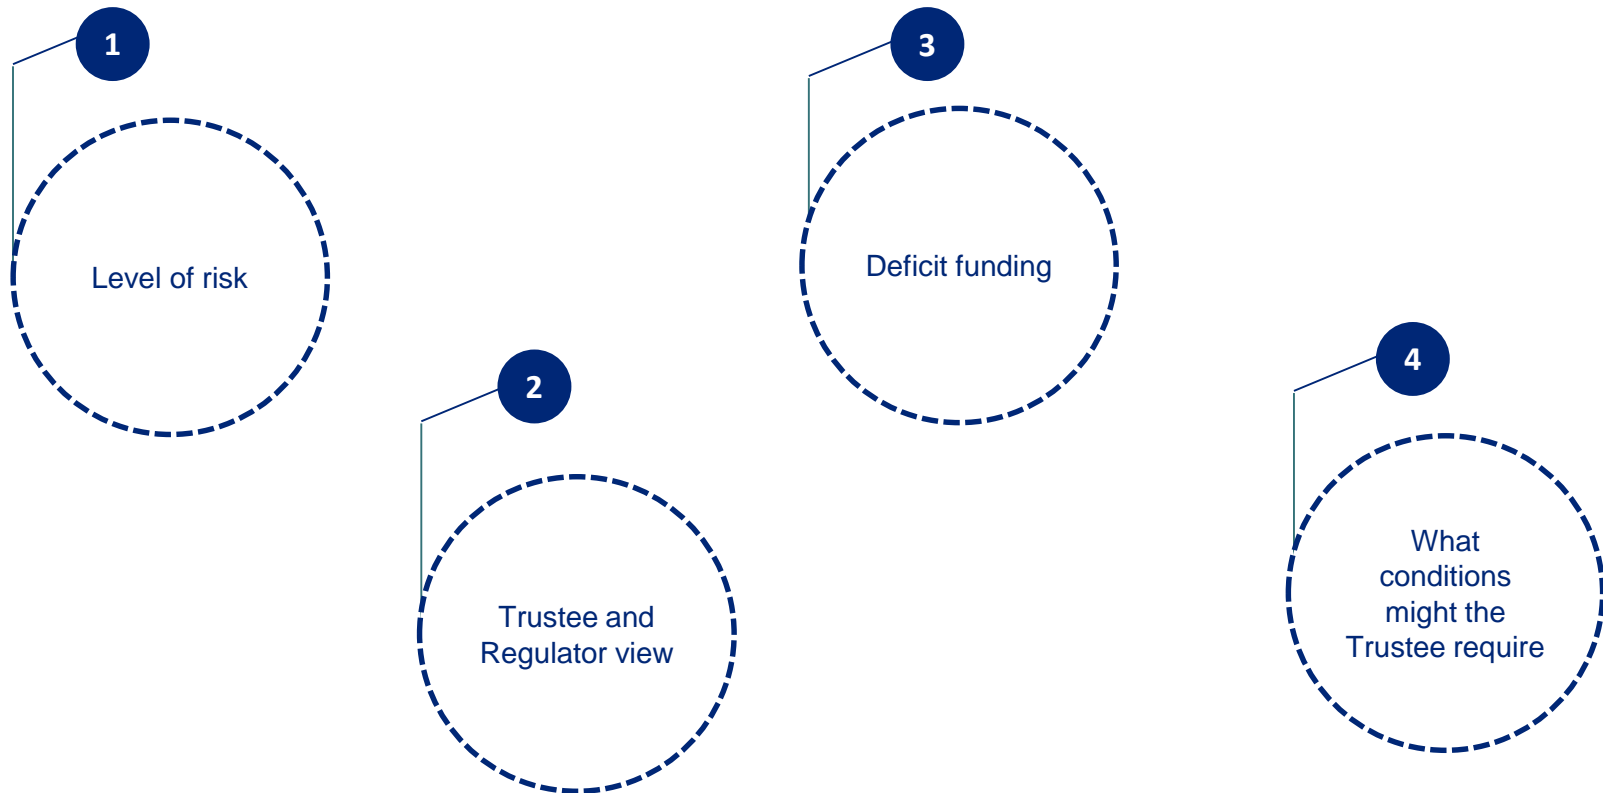 1
Level of risk
2
Trustee and
Regulator view
3
Deficit funding
4
What
conditions
might the
Trustee require